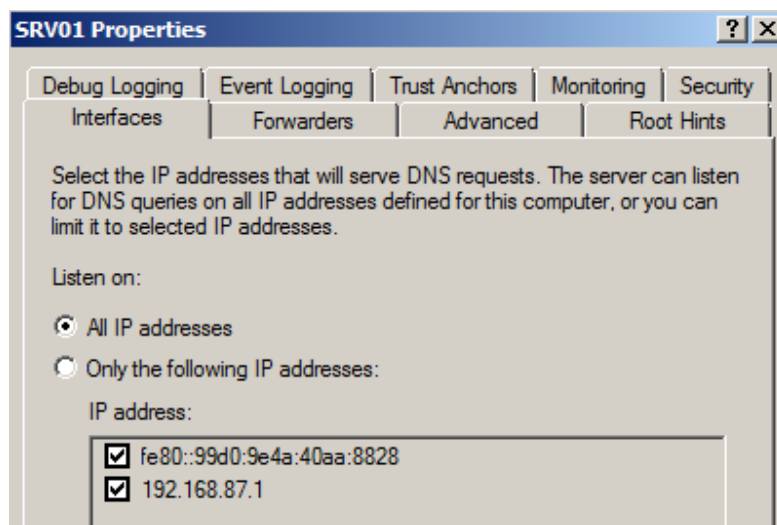 SRV01 Properties
Debug Logging Event Logging Trust Anchors Monitoring Security
Interfaces Forwarders Advanced Root Hints
Select the IP addresses that will serve DNS requests. The server can listen
for DNS queries on all IP addresses defined for this computer, or you can
limit it to selected IP addresses.
Listen on:
All IP addresses
Only the following IP addresses:
IP address:
fe80::99d0:9e4a:40aa:8828
192.168.87.1